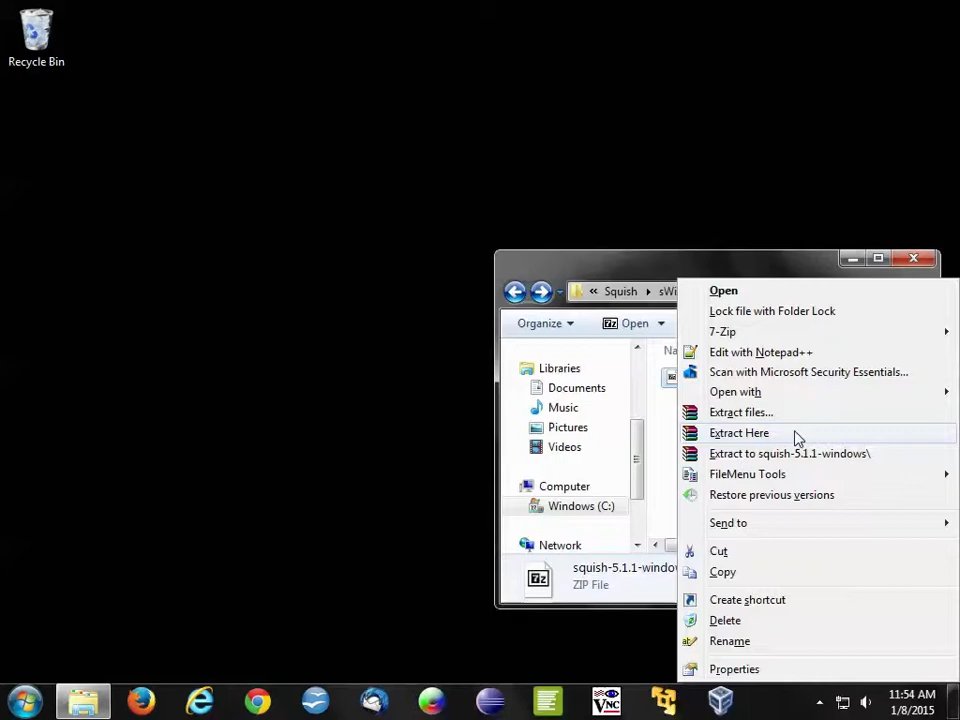 Recycle Bin
« Squish ▸ sWi
Organize
Open
Na
Libraries
Documents
Music
Pictures
Videos
Computer
Windows (C:)
Network
squish-5.1.1-windo
ZIP File
7z
Open
Lock file with Folder Lock
7-Zip
Edit with Notepad++
Scan with Microsoft Security Essentials...
Open with
Extract files...
Extract Here
Extract to squish-5.1.1-windows\
FileMenu Tools
Restore previous versions
Send to
Cut
Copy
Create shortcut
Delete
Rename
Properties
VNC
11:54 AM
1/8/2015